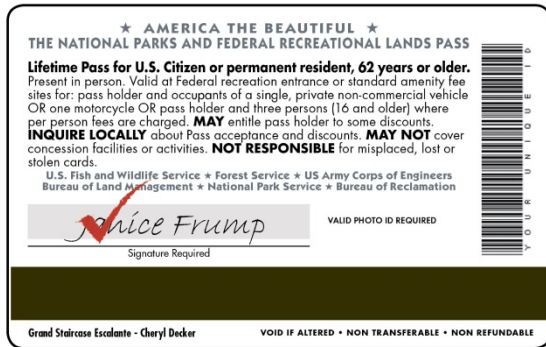 ★ AMERICA THE BEAUTIFUL ★
THE NATIONAL PARKS AND FEDERAL RECREATIONAL LANDS PASS
Lifetime Pass for U.S. Citizen or permanent resident, 62 years or older.
Present in person. Valid at Federal recreation entrance or standard amenity fee
sites for: pass holder and occupants of a single, private non-commercial vehicle
OR one motorcycle OR pass holder and three persons (16 and older) where
per person fees are charged. MAY entitle pass holder to some discounts.
INQUIRE LOCALLY about Pass acceptance and discounts. MAY NOT cover
concession facilities or activities. NOT RESPONSIBLE for misplaced, lost or
stolen cards.
U.S. Fish and Wildlife Service ★ Forest Service ★ US Army Corps of Engineers
Bureau of Land Management ★ National Park Service ★ Bureau of Reclamation
Janice Frump
VALID PHOTO ID REQUIRED
Signature Required
YOUR UNIQUE ID
Grand Staircase Escalante - Cheryl Decker
VOID IF ALTERED • NON TRANSFERABLE • NON REFUNDABLE